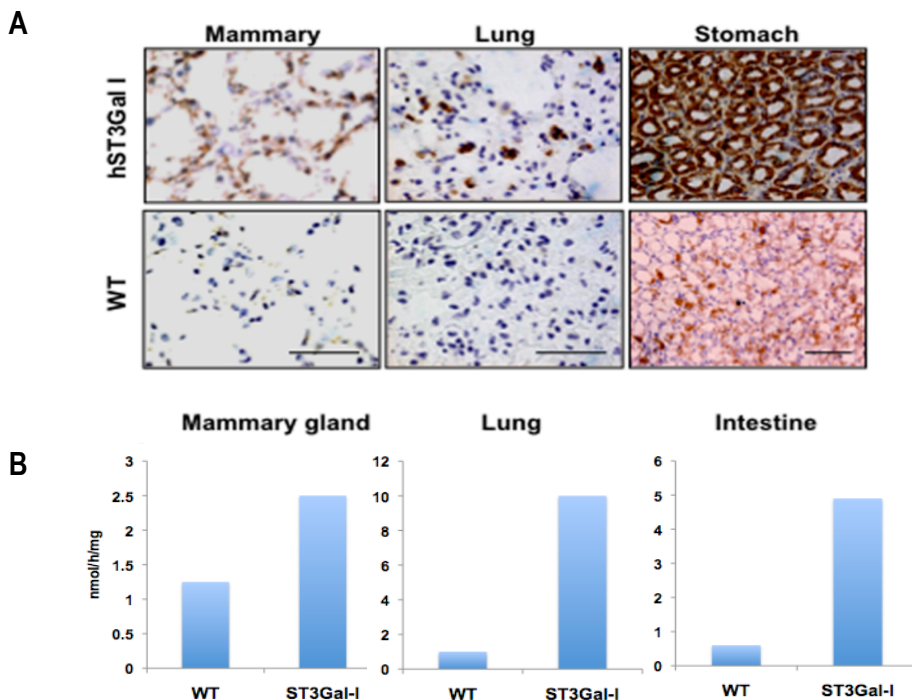 A
Mammary Lung Stomach
hST3Gal I
WT
B
Mammary gland Lung Intestine
nmol/h/mg
3
2.5
2
1.5
1
0.5
0
WT ST3Gal-I
12
10
8
6
4
2
0
WT ST3Gal-I
6
5
4
3
2
1
0
WT ST3Gal-I